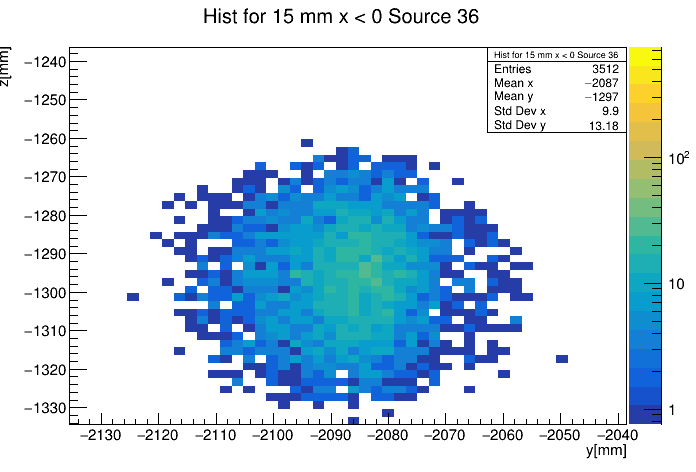 Hist for 15 mm x < 0 Source 36
z[mm]
Hist for 15 mm x < 0 Source 36
Entries 3512
Mean x −2087
Mean y −1297
Std Dev x 9.9
Std Dev y 13.18
−1240
−1250
−1260
−1270
−1280
−1290
−1300
−1310
−1320
−1330
10²
10
1
−2130 −2120 −2110 −2100 −2090 −2080 −2070 −2060 −2050 −2040
y[mm]